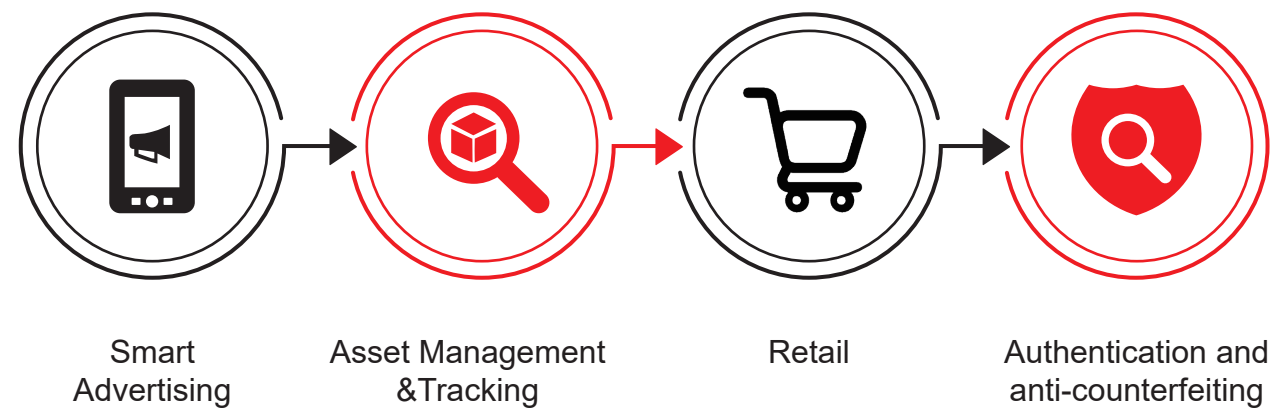 Smart
Advertising
Asset Management
&Tracking
Retail
Authentication and
anti-counterfeiting